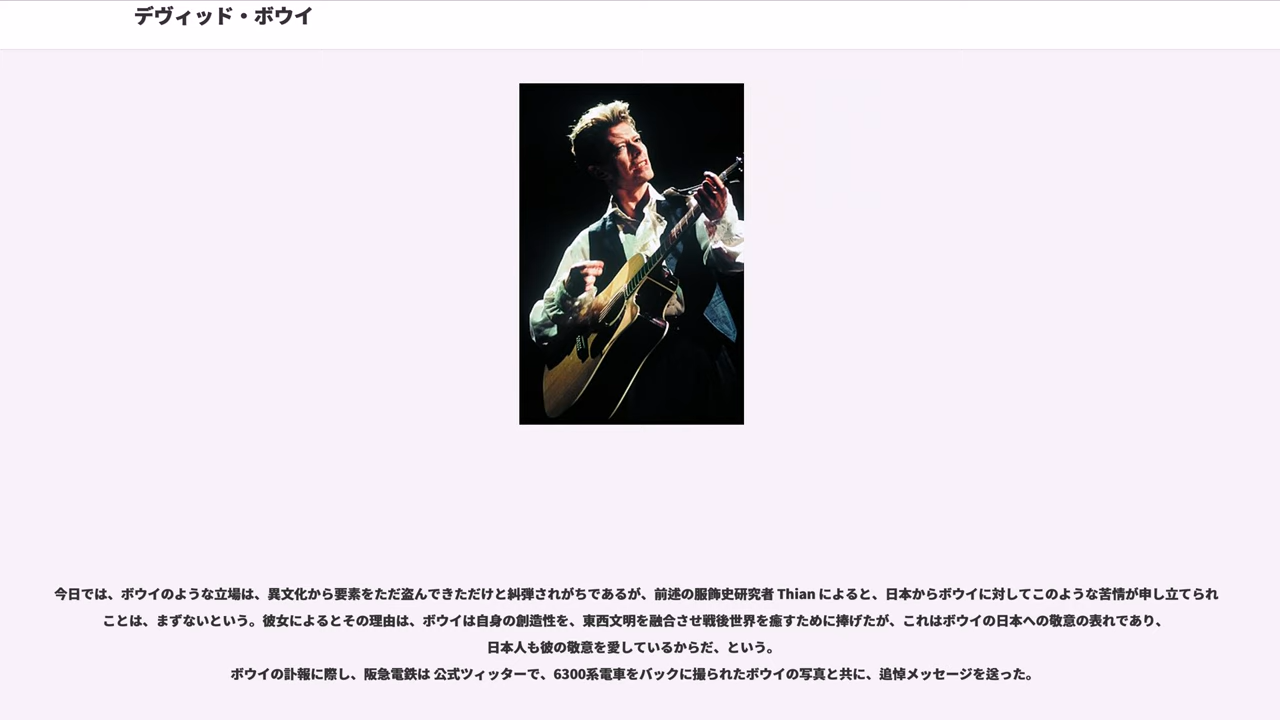 デヴィッド・ボウイ
今日では、ボウイのような立場は、異文化から要素をただ盗んできただけと糾弾されがちであるが、前述の服飾史研究者 Thian によると、日本からボウイに対してこのような苦情が申し立てられ
ことは、まずないという。彼女によるとその理由は、ボウイは自身の創造性を、東西文明を融合させ戦後世界を癒すために捧げたが、これはボウイの日本への敬意の表れであり、
日本人も彼の敬意を愛しているからだ、という。
ボウイの訃報に際し、阪急電鉄は 公式ツィッターで、6300系電車をバックに撮られたボウイの写真と共に、追悼メッセージを送った。